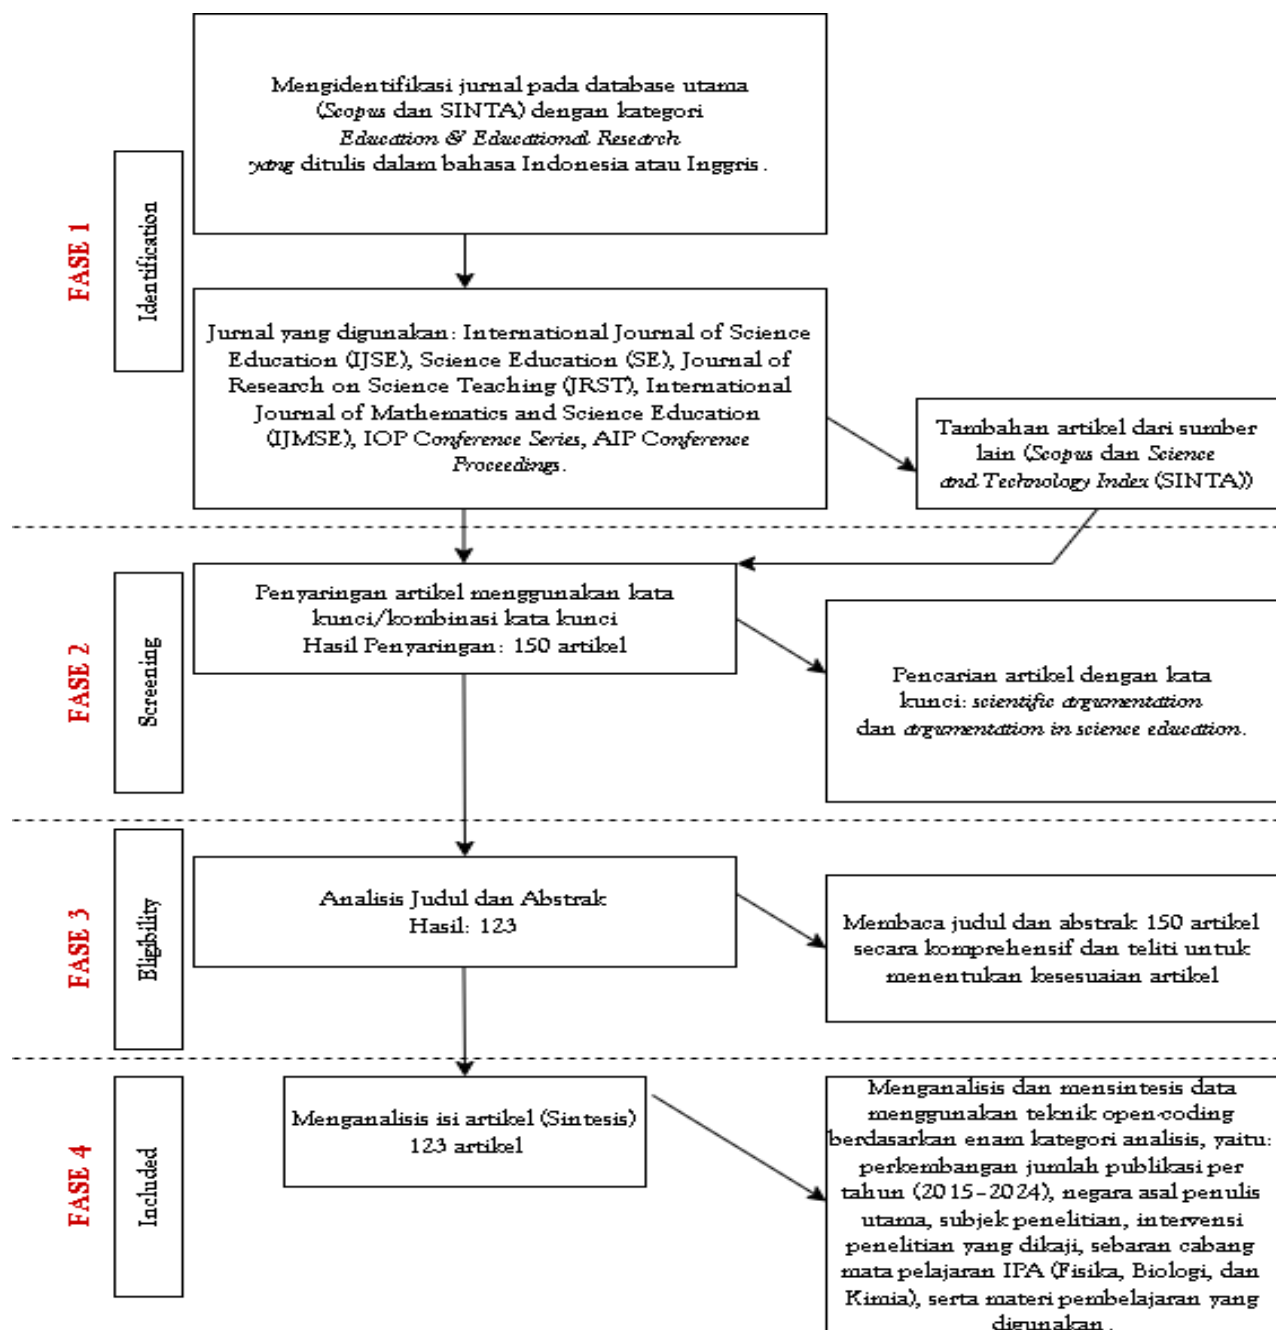 Mengidentifikasi jurnal pada database utama
(Scopus dan SINTA) dengan kategori
Education & Educational Research
yang ditulis dalam bahasa Indonesia atau Inggris.
FASE 1
Identification
Jurnal yang digunakan: International Journal of Science
Education (IJSE), Science Education (SE), Journal of
Research on Science Teaching (JRST), International
Journal of Mathematics and Science Education
(IJMSE), IOP Conference Series, AIP Conference
Proceedings.
Tambahan artikel dari sumber
lain (Scopus dan Science
and Technology Index (SINTA))
FASE 2
Screening
Penyaringan artikel menggunakan kata
kunci/kombinasi kata kunci
Hasil Penyaringan: 150 artikel
Pencarian artikel dengan kata
kunci: scientific argumentation
dan argumentation in science education.
FASE 3
Eligibility
Analisis Judul dan Abstrak
Hasil: 123
Membaca judul dan abstrak 150 artikel
secara komprehensif dan teliti untuk
menentukan kesesuaian artikel
FASE 4
Included
Menganalisis isi artikel (Sintesis)
123 artikel
Menganalisis dan mensintesis data
menggunakan teknik open-coding
berdasarkan enam kategori analisis, yaitu:
perkembangan jumlah publikasi per
tahun (2015-2024), negara asal penulis
utama, subjek penelitian, intervensi
penelitian yang dikaji, sebaran cabang
mata pelajaran IPA (Fisika, Biologi, dan
Kimia), serta materi pembelajaran yang
digunakan.